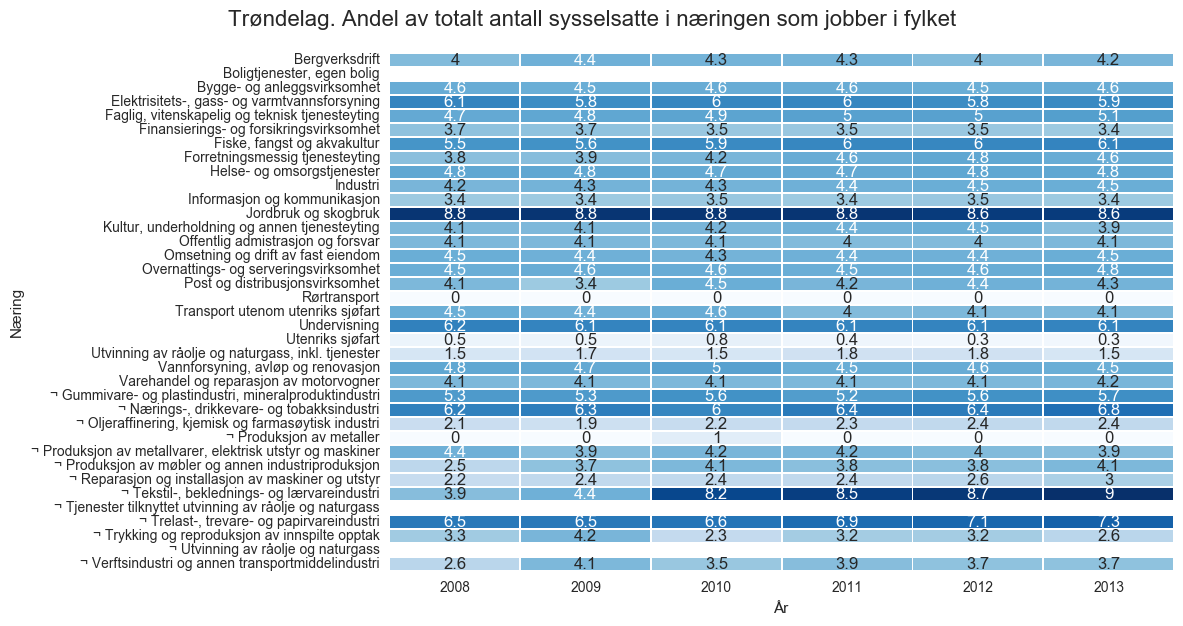 Trøndelag. Andel av totalt antall sysselsatte i næringen som jobber i fylket
Næring
Bergverksdrift 4 4.4 4.3 4.3 4 4.2
Boligtjenester, egen bolig
Bygge- og anleggsvirksomhet 4.6 4.5 4.6 4.6 4.5 4.6
Elektrisitets-, gass- og varmtvannsforsyning 6.1 5.8 6 6 5.8 5.9
Faglig, vitenskapelig og teknisk tjenesteyting 4.7 4.8 4.9 5 5 5.1
Finansierings- og forsikringsvirksomhet 3.7 3.7 3.5 3.5 3.5 3.4
Fiske, fangst og akvakultur 5.5 5.6 5.9 6 6 6.1
Forretningsmessig tjenesteyting 3.8 3.9 4.2 4.6 4.8 4.6
Helse- og omsorgstjenester 4.8 4.8 4.7 4.7 4.8 4.8
Industri 4.2 4.3 4.3 4.4 4.5 4.5
Informasjon og kommunikasjon 3.4 3.4 3.5 3.4 3.5 3.4
Jordbruk og skogbruk 8.8 8.8 8.8 8.8 8.6 8.6
Kultur, underholdning og annen tjenesteyting 4.1 4.1 4.2 4.4 4.5 3.9
Offentlig admistrasjon og forsvar 4.1 4.1 4.1 4 4 4.1
Omsetning og drift av fast eiendom 4.5 4.4 4.3 4.4 4.4 4.5
Overnattings- og serveringsvirksomhet 4.5 4.6 4.6 4.5 4.6 4.8
Post og distribusjonsvirksomhet 4.1 3.4 4.5 4.2 4.4 4.3
Rørtransport 0 0 0 0 0 0
Transport utenom utenriks sjøfart 4.5 4.4 4.6 4 4.1 4.1
Undervisning 6.2 6.1 6.1 6.1 6.1 6.1
Utenriks sjøfart 0.5 0.5 0.8 0.4 0.3 0.3
Utvinning av råolje og naturgass, inkl. tjenester 1.5 1.7 1.5 1.8 1.8 1.5
Vannforsyning, avløp og renovasjon 4.8 4.7 5 4.5 4.6 4.5
Varehandel og reparasjon av motorvogner 4.1 4.1 4.1 4.1 4.1 4.2
¬ Gummivare- og plastindustri, mineralproduktindustri 5.3 5.3 5.6 5.2 5.6 5.7
¬ Nærings-, drikkevare- og tobakksindustri 6.2 6.3 6 6.4 6.4 6.8
¬ Oljeraffinering, kjemisk og farmasøytisk industri 2.1 1.9 2.2 2.3 2.4 2.4
¬ Produksjon av metaller 0 0 1 0 0 0
¬ Produksjon av metallvarer, elektrisk utstyr og maskiner 4.4 3.9 4.2 4.2 4 3.9
¬ Produksjon av møbler og annen industriproduksjon 2.5 3.7 4.1 3.8 3.8 4.1
¬ Reparasjon og installasjon av maskiner og utstyr 2.2 2.4 2.4 2.4 2.6 3
¬ Tekstil-, beklednings- og lærvareindustri 3.9 4.4 8.2 8.5 8.7 9
¬ Tjenester tilknyttet utvinning av råolje og naturgass
¬ Trelast-, trevare- og papirvareindustri 6.5 6.5 6.6 6.9 7.1 7.3
¬ Trykking og reproduksjon av innspilte opptak 3.3 4.2 2.3 3.2 3.2 2.6
¬ Utvinning av råolje og naturgass
¬ Verftsindustri og annen transportmiddelindustri 2.6 4.1 3.5 3.9 3.7 3.7
2008 2009 2010 2011 2012 2013
År